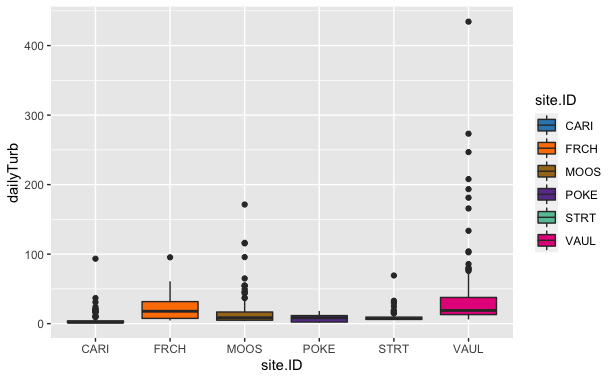 400
300
200
100
0
dailyTurb
CARI FRCH MOOS POKE STRT VAUL
site.ID
site.ID
CARI
FRCH
MOOS
POKE
STRT
VAUL